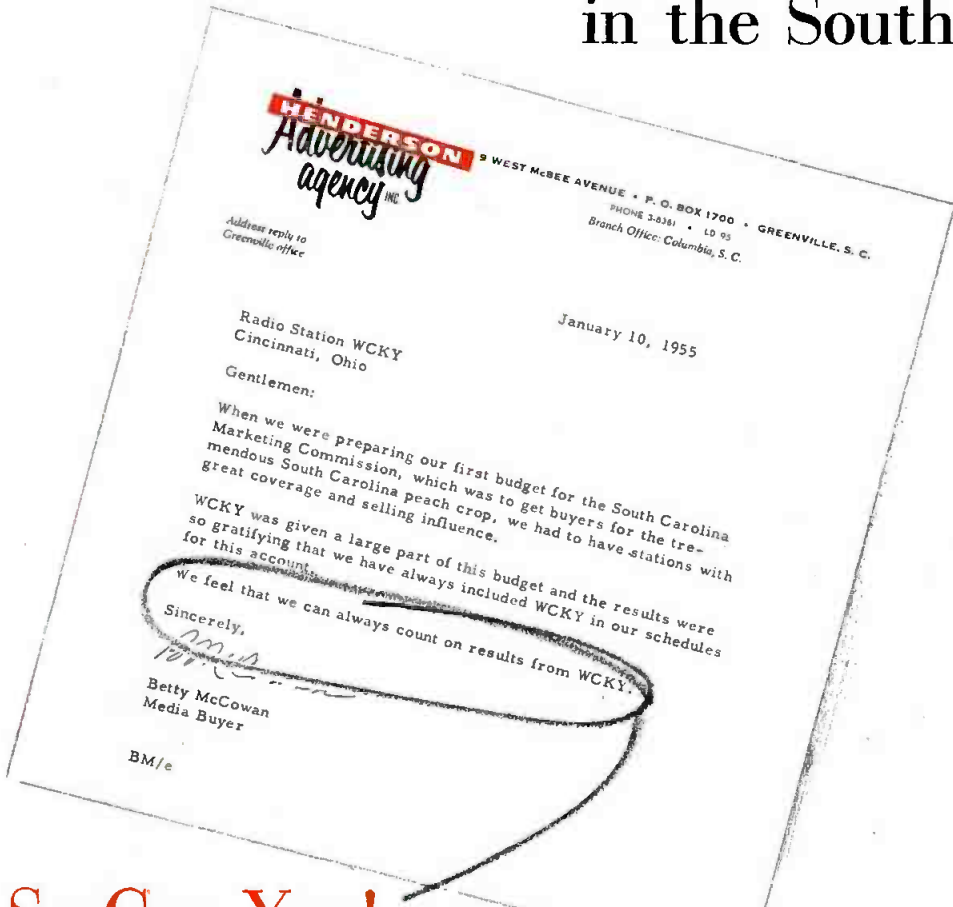 in the South
HENDERSON
Advertising
agency INC
9 WEST McBEE AVENUE • P. O. BOX 1700 • GREENVILLE, S. C.
PHONE 3-8361 • LD 95
Branch Office: Columbia, S. C.
Address reply to
Greenville office
January 10, 1955
Radio Station WCKY
Cincinnati, Ohio
Gentlemen:
When we were preparing our first budget for the South Carolina
Marketing Commission, which was to get buyers for the tre-
mendous South Carolina peach crop, we had to have stations with
great coverage and selling influence.
WCKY was given a large part of this budget and the results were
so gratifying that we have always included WCKY in our schedules
for this account.
We feel that we can always count on results from WCKY.
Sincerely,
Betty McCowan
Media Buyer
BM/e
So Can You!